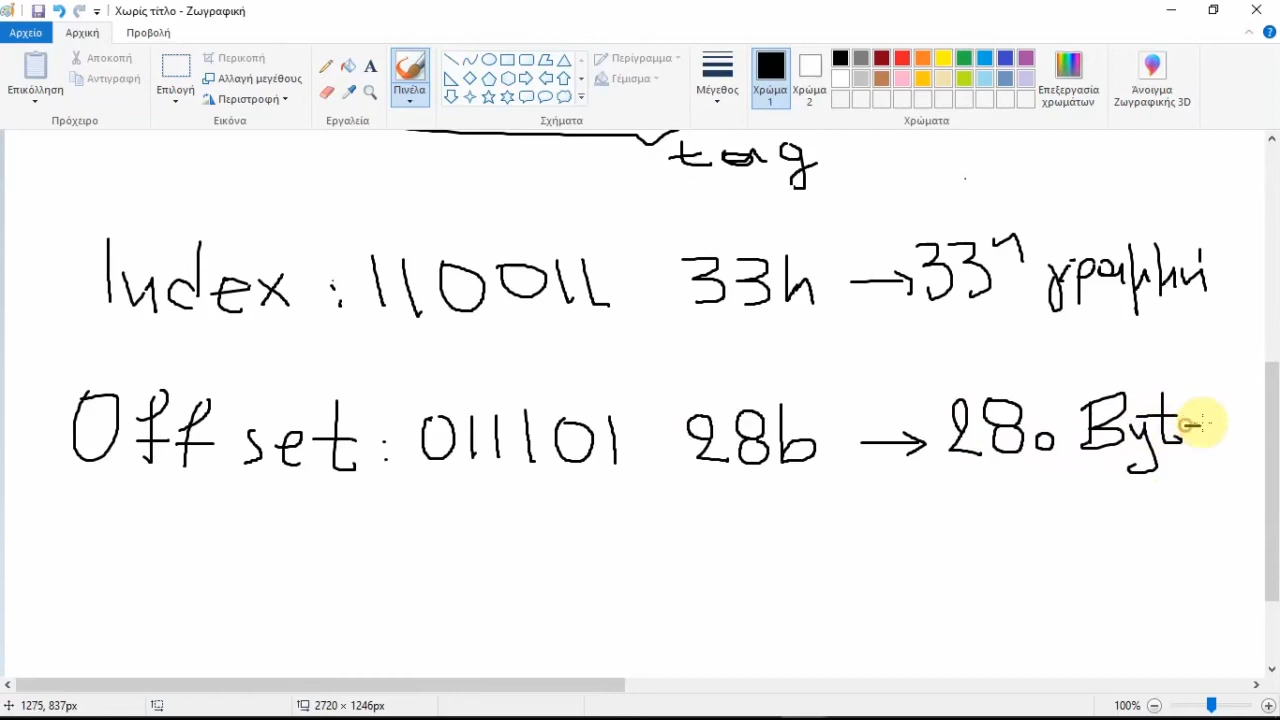 Χωρίς τίτλο - Ζωγραφική
Αρχείο Αρχική Προβολή
Επικόλληση
Αποκοπή
Αντιγραφή
Πρόχειρο
Επιλογή
Περικοπή
Αλλαγή μεγέθους
Περιστροφή
Εικόνα
Εργαλεία
Πινέλα
Περίγραμμα
Γέμισμα
Σχήματα
Μέγεθος
Χρώμα 1
Χρώμα 2
Επεξεργασία χρωμάτων
Άνοιγμα Ζωγραφικής 3D
Χρώματα
tag
Index : 110011 33h → 33η γραμμή
Offset : 011101 28b → 28ο Byte
1275, 837px 2720 × 1246px 100%